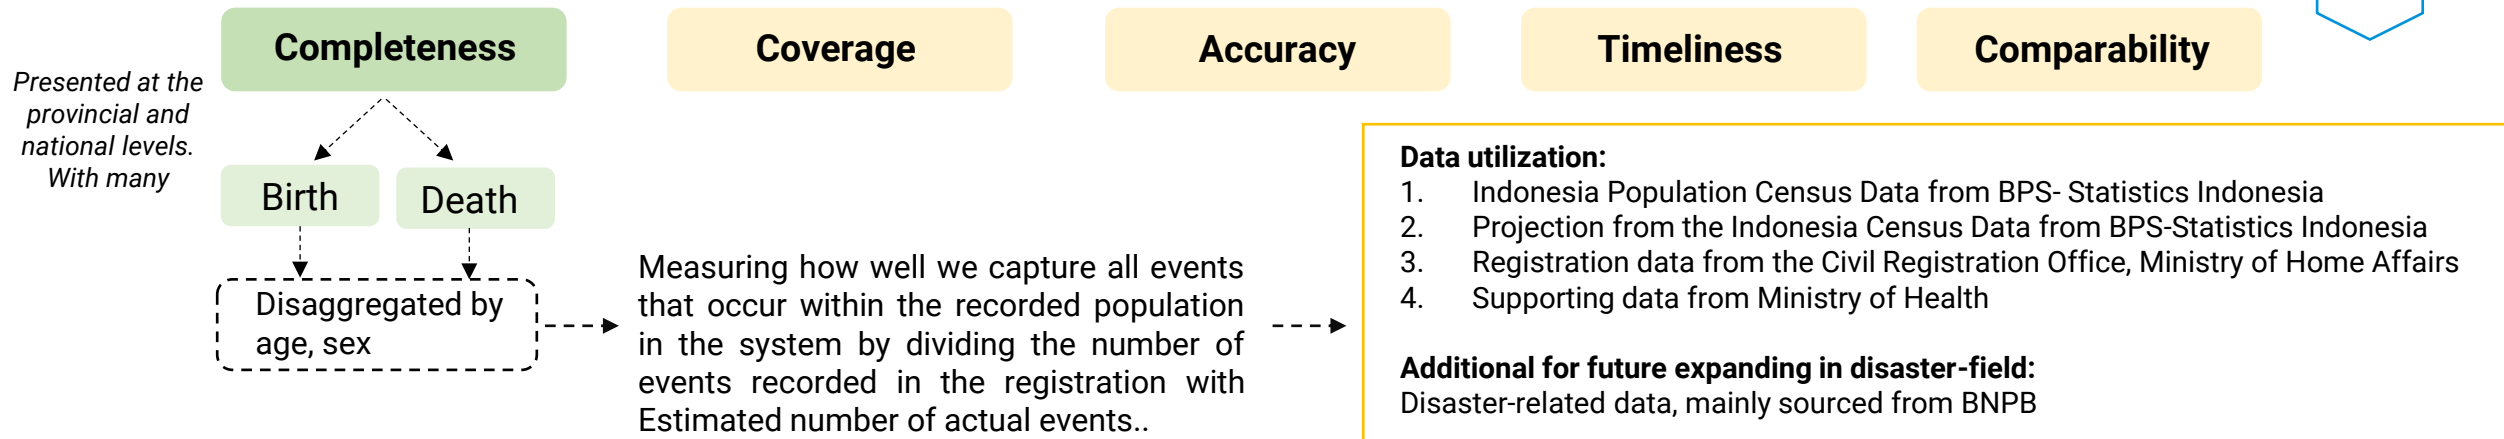 Completeness
Coverage
Accuracy
Timeliness
Comparability
Presented at the
provincial and
national levels.
With many
Birth
Death
Disaggregated by
age, sex
Measuring how well we capture all events
that occur within the recorded population
in the system by dividing the number of
events recorded in the registration with
Estimated number of actual events..
Data utilization:
1. Indonesia Population Census Data from BPS- Statistics Indonesia
2. Projection from the Indonesia Census Data from BPS-Statistics Indonesia
3. Registration data from the Civil Registration Office, Ministry of Home Affairs
4. Supporting data from Ministry of Health
Additional for future expanding in disaster-field:
Disaster-related data, mainly sourced from BNPB